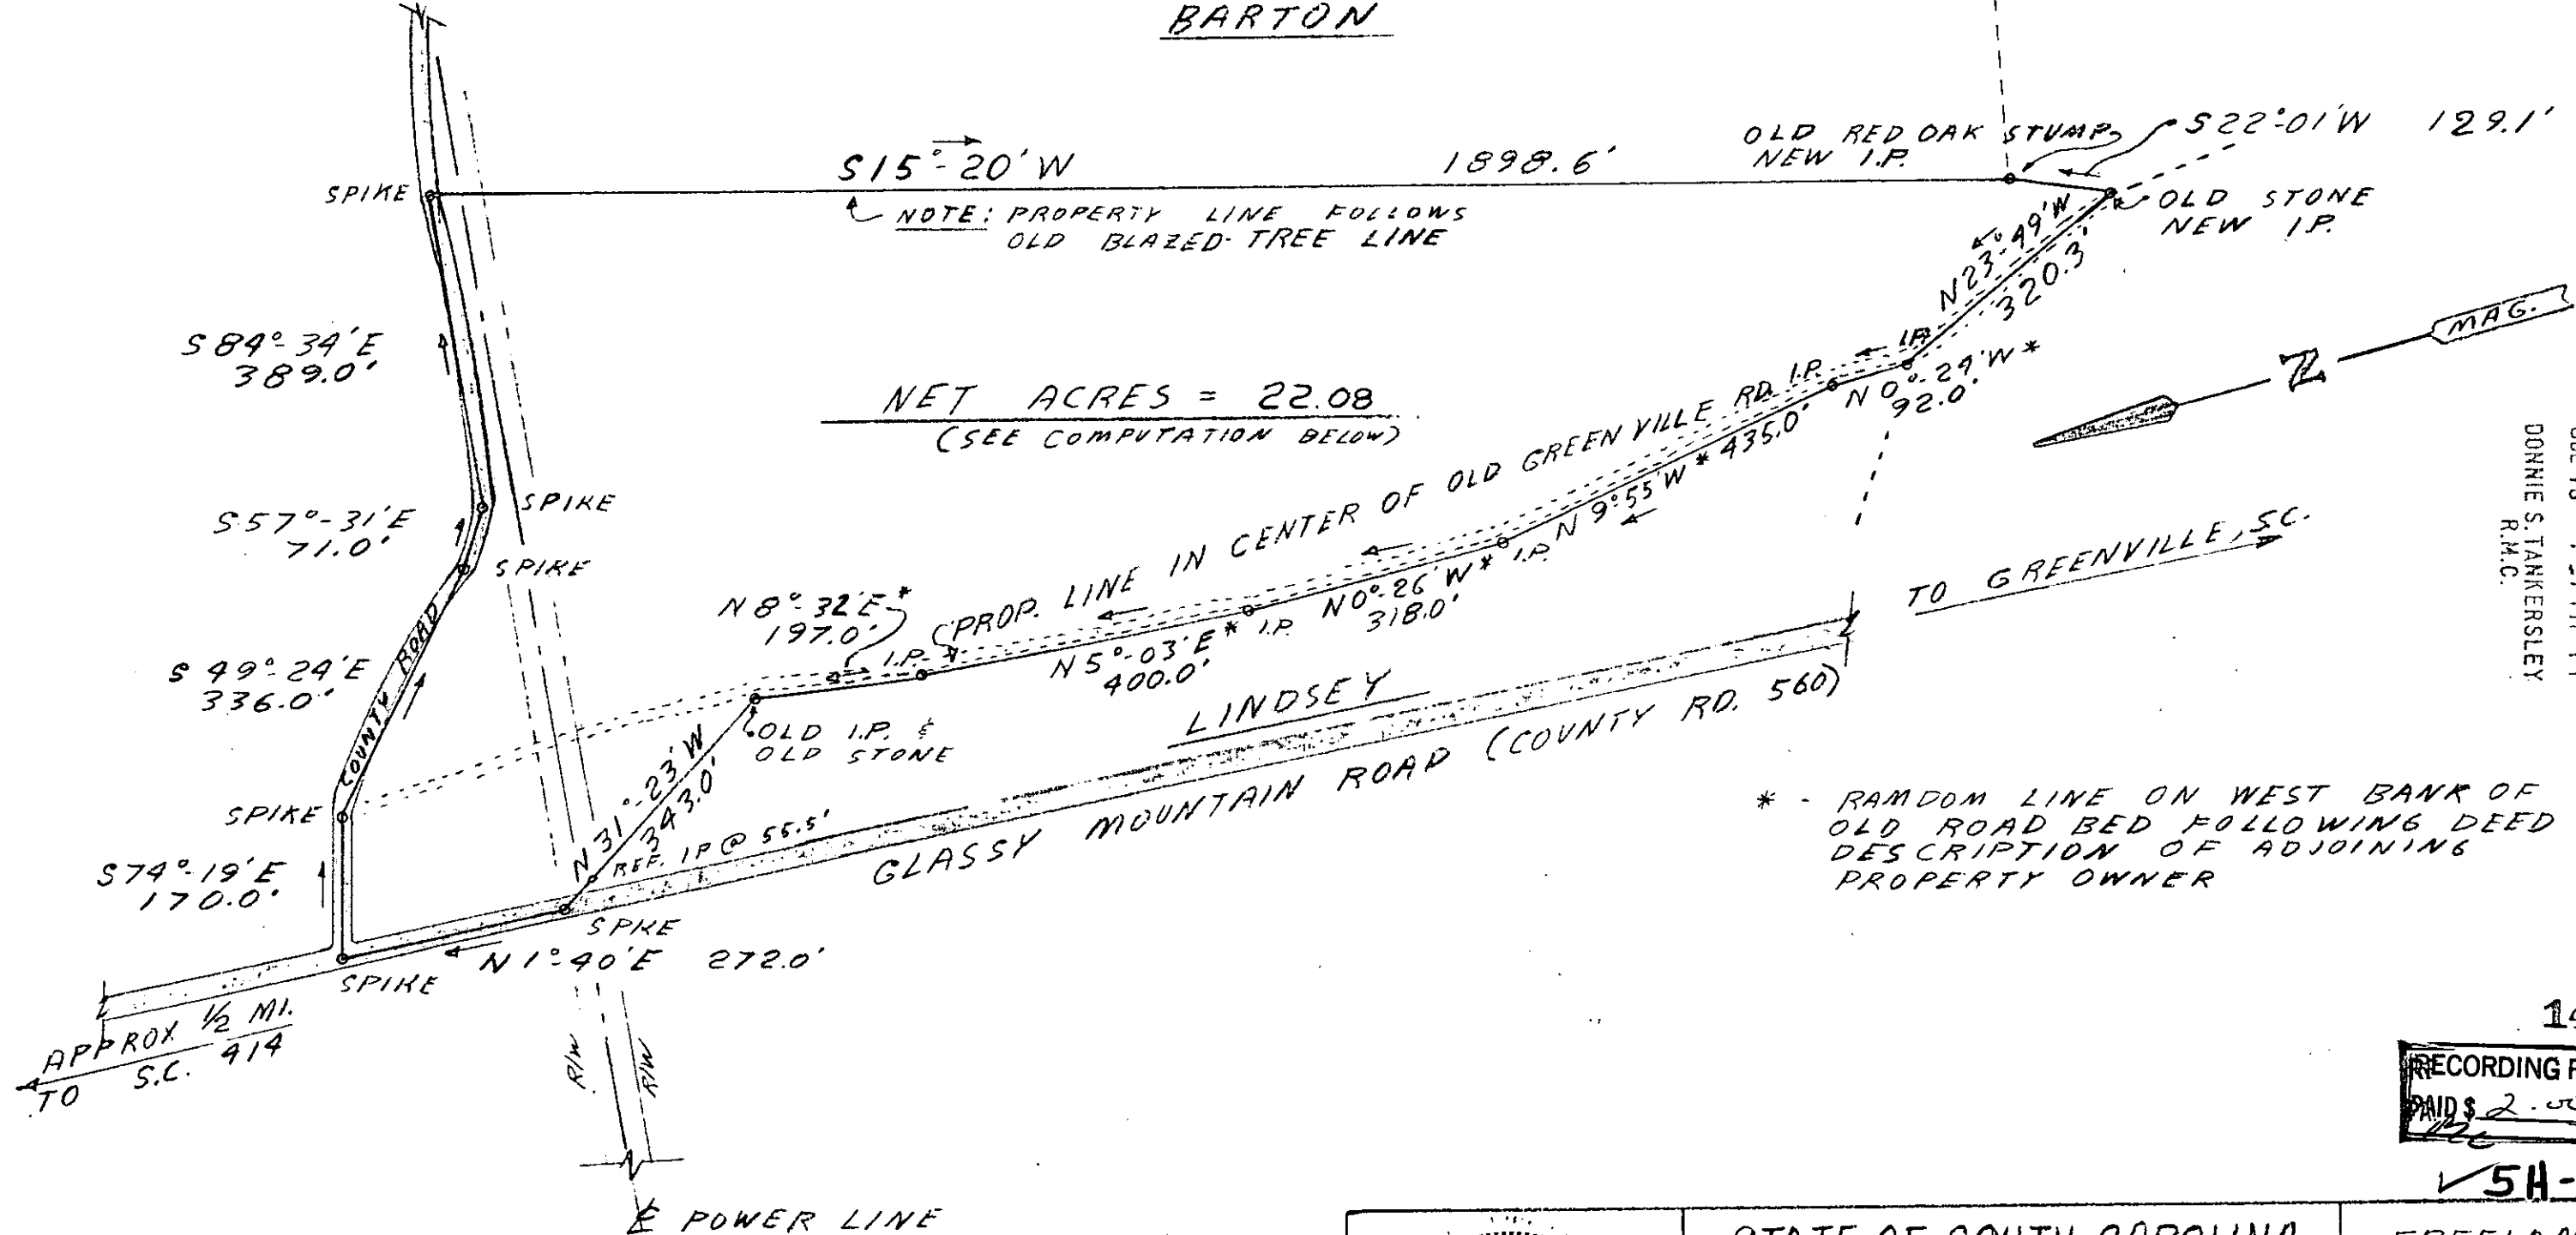 BARTON
OLD RED OAK STUMP
NEW I.P.
S22°-01'W 129.1'
S15°-20'W 1898.6'
SPIKE
NOTE: PROPERTY LINE FOLLOWS
OLD BLAZED-TREE LINE
OLD STONE
NEW I.P.
N23°-49'W
320.3'
MAG.
S84°-34'E
389.0'
NET ACRES = 22.08
(SEE COMPUTATION BELOW)
I.P.
N0°-29'W*
92.0'
I.P.
N9°-55'W* 435.0'
S57°-31'E
71.0'
SPIKE
SPIKE
PROP. LINE IN CENTER OF OLD GREENVILLE RD.
I.P.
N0°-26'W*
318.0'
I.P.
N5°-03'E*
400.0'
N8°-32'E*
197.0'
I.P.
DONNIE S. TANKERSLEY
R.M.C.
TO GREENVILLE, S.C.
S49°-24'E
336.0'
COUNTY ROAD
OLD I.P. &
OLD STONE
LINDSEY
GLASSY MOUNTAIN ROAD (COUNTY RD. 560)
N31°-23'W
343.0'
REF. IP @ 55.5'
SPIKE
S74°-19'E
170.0'
* - RAMDOM LINE ON WEST BANK OF
OLD ROAD BED FOLLOWING DEED
DESCRIPTION OF ADJOINING
PROPERTY OWNER
SPIKE
N1°-40'E 272.0'
SPIKE
APPROX 1/2 MI.
TO S.C. 414
R/W
R/W
RECORDING
PAID $
5H-
POWER LINE
STATE OF SOUTH CAROLINA